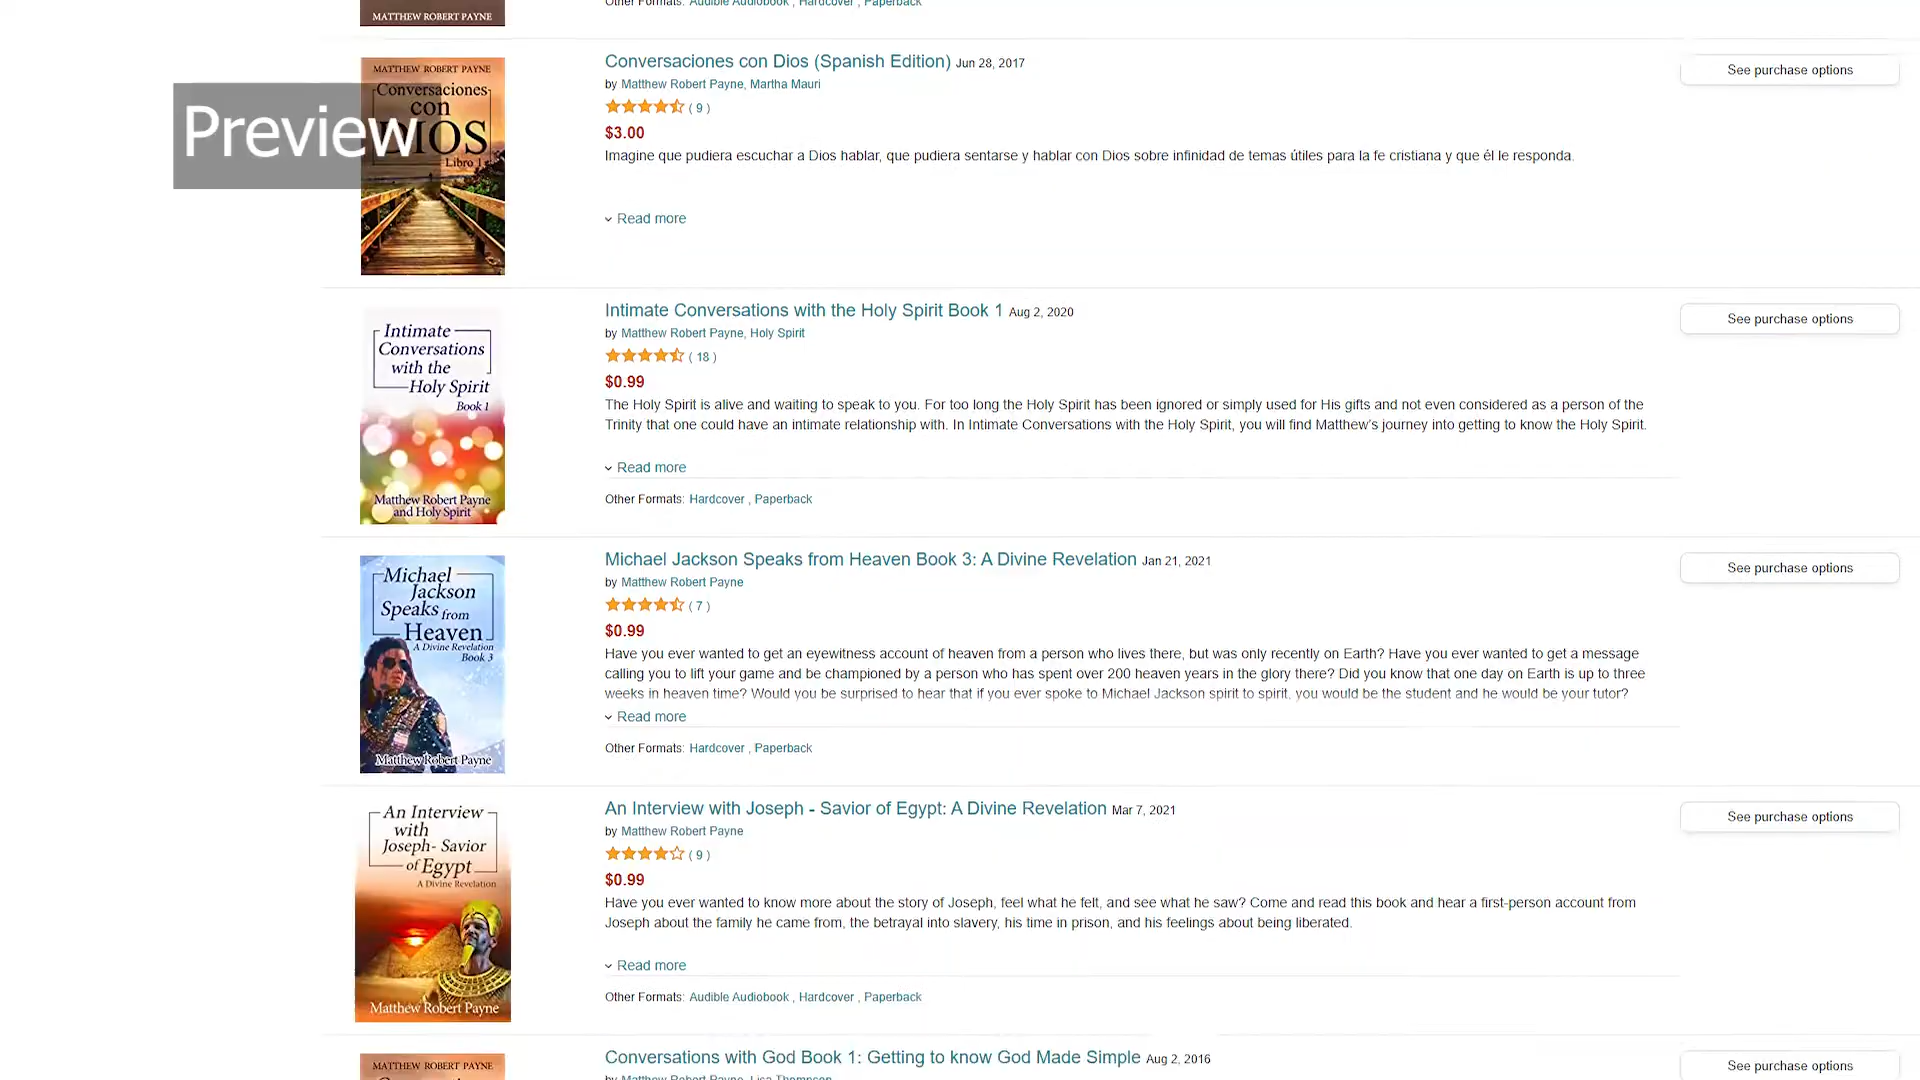 MATTHEW ROBERT PAYNE
Other Formats: Audible Audiobook , Hardcover , Paperback
Preview
MATTHEW ROBERT PAYNE
Conversaciones
con
DIOS
Libro 1
Conversaciones con Dios (Spanish Edition) Jun 28, 2017
by Matthew Robert Payne, Martha Mauri
( 9 )
$3.00
Imagine que pudiera escuchar a Dios hablar, que pudiera sentarse y hablar con Dios sobre infinidad de temas útiles para la fe cristiana y que él le responda.
Read more
See purchase options
Intimate
Conversations
with the
Holy Spirit
Book 1
Matthew Robert Payne
and Holy Spirit
Intimate Conversations with the Holy Spirit Book 1 Aug 2, 2020
by Matthew Robert Payne, Holy Spirit
( 18 )
$0.99
The Holy Spirit is alive and waiting to speak to you. For too long the Holy Spirit has been ignored or simply used for His gifts and not even considered as a person of the
Trinity that one could have an intimate relationship with. In Intimate Conversations with the Holy Spirit, you will find Matthew's journey into getting to know the Holy Spirit.
Read more
Other Formats: Hardcover , Paperback
See purchase options
Michael
Jackson
Speaks from
Heaven
A Divine Revelation
Book 3
Matthew Robert Payne
Michael Jackson Speaks from Heaven Book 3: A Divine Revelation Jan 21, 2021
by Matthew Robert Payne
( 7 )
$0.99
Have you ever wanted to get an eyewitness account of heaven from a person who lives there, but was only recently on Earth? Have you ever wanted to get a message
calling you to lift your game and be championed by a person who has spent over 200 heaven years in the glory there? Did you know that one day on Earth is up to three
weeks in heaven time? Would you be surprised to hear that if you ever spoke to Michael Jackson spirit to spirit, you would be the student and he would be your tutor?
Read more
Other Formats: Hardcover , Paperback
See purchase options
An Interview
with
Joseph- Savior
of Egypt
A Divine Revelation
Matthew Robert Payne
An Interview with Joseph - Savior of Egypt: A Divine Revelation Mar 7, 2021
by Matthew Robert Payne
( 9 )
$0.99
Have you ever wanted to know more about the story of Joseph, feel what he felt, and see what he saw? Come and read this book and hear a first-person account from
Joseph about the family he came from, the betrayal into slavery, his time in prison, and his feelings about being liberated.
Read more
Other Formats: Audible Audiobook , Hardcover , Paperback
See purchase options
MATTHEW ROBERT PAYNE
Conversations with God Book 1: Getting to know God Made Simple Aug 2, 2016
by Matthew Robert Payne, Lisa Thompson
See purchase options